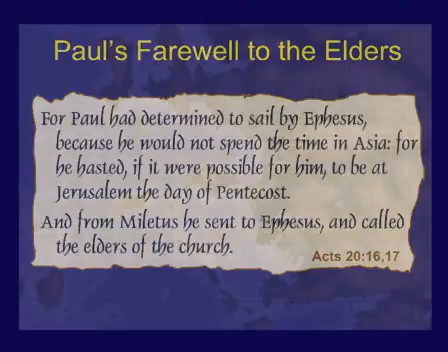 Paul's Farewell to the Elders
For Paul had determined to sail by Ephesus,
because he would not spend the time in Asia: for
he hasted, if it were possible for him, to be at
Jerusalem the day of Pentecost.
And from Miletus he sent to Ephesus, and called
the elders of the church.
Acts 20:16,17